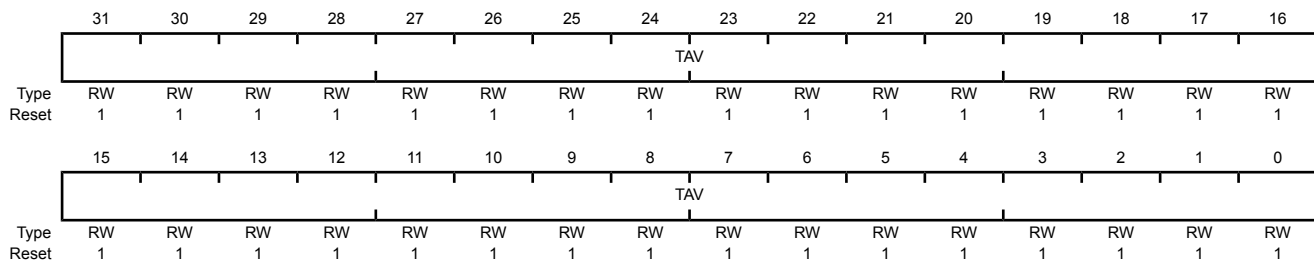 31 30 29 28 27 26 25 24 23 22 21 20 19 18 17 16
TAV
Type RW RW RW RW RW RW RW RW RW RW RW RW RW RW RW RW
Reset 1 1 1 1 1 1 1 1 1 1 1 1 1 1 1 1
15 14 13 12 11 10 9 8 7 6 5 4 3 2 1 0
TAV
Type RW RW RW RW RW RW RW RW RW RW RW RW RW RW RW RW
Reset 1 1 1 1 1 1 1 1 1 1 1 1 1 1 1 1